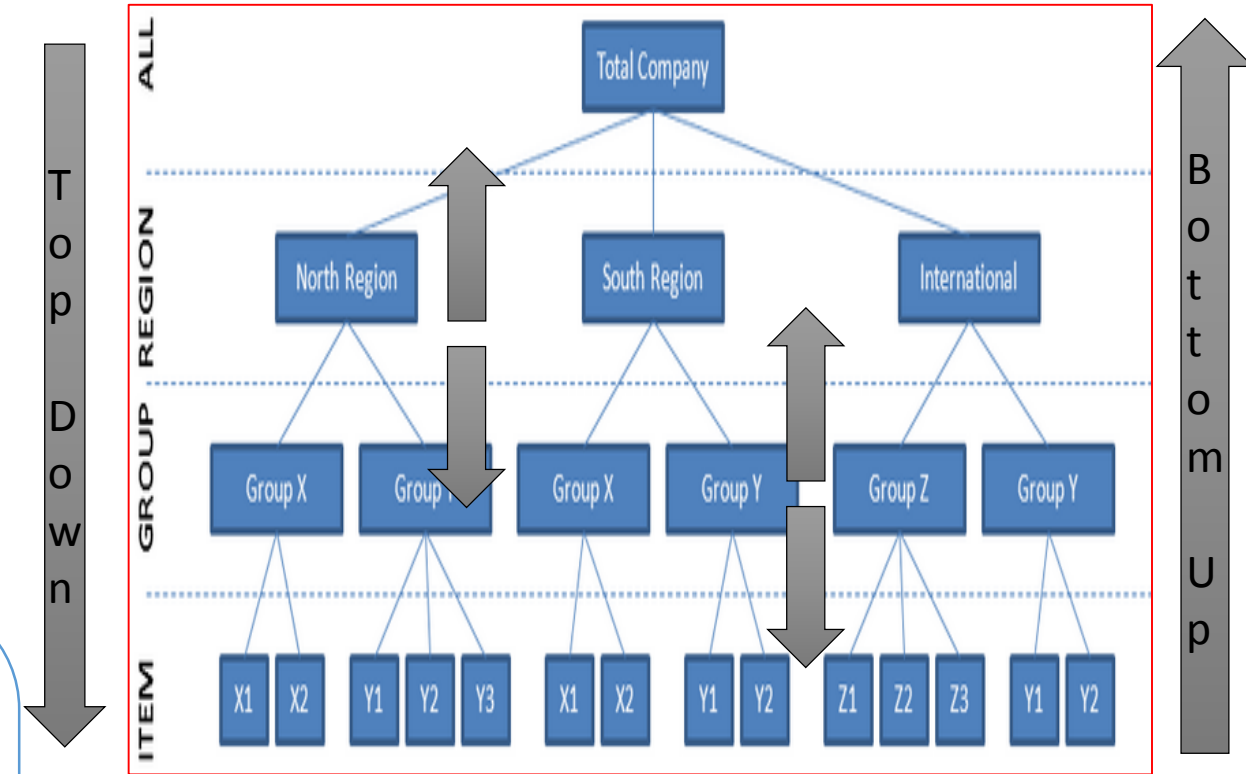 Top Down
ALL
Total Company
Bottom Up
REGION
North Region
South Region
International
GROUP
Group X
Group
Group X
Group Y
Group Z
Group Y
ITEM
X1
X2
Y1
Y2
Y3
X1
X2
Y1
Y2
Z1
Z2
Z3
Y1
Y2